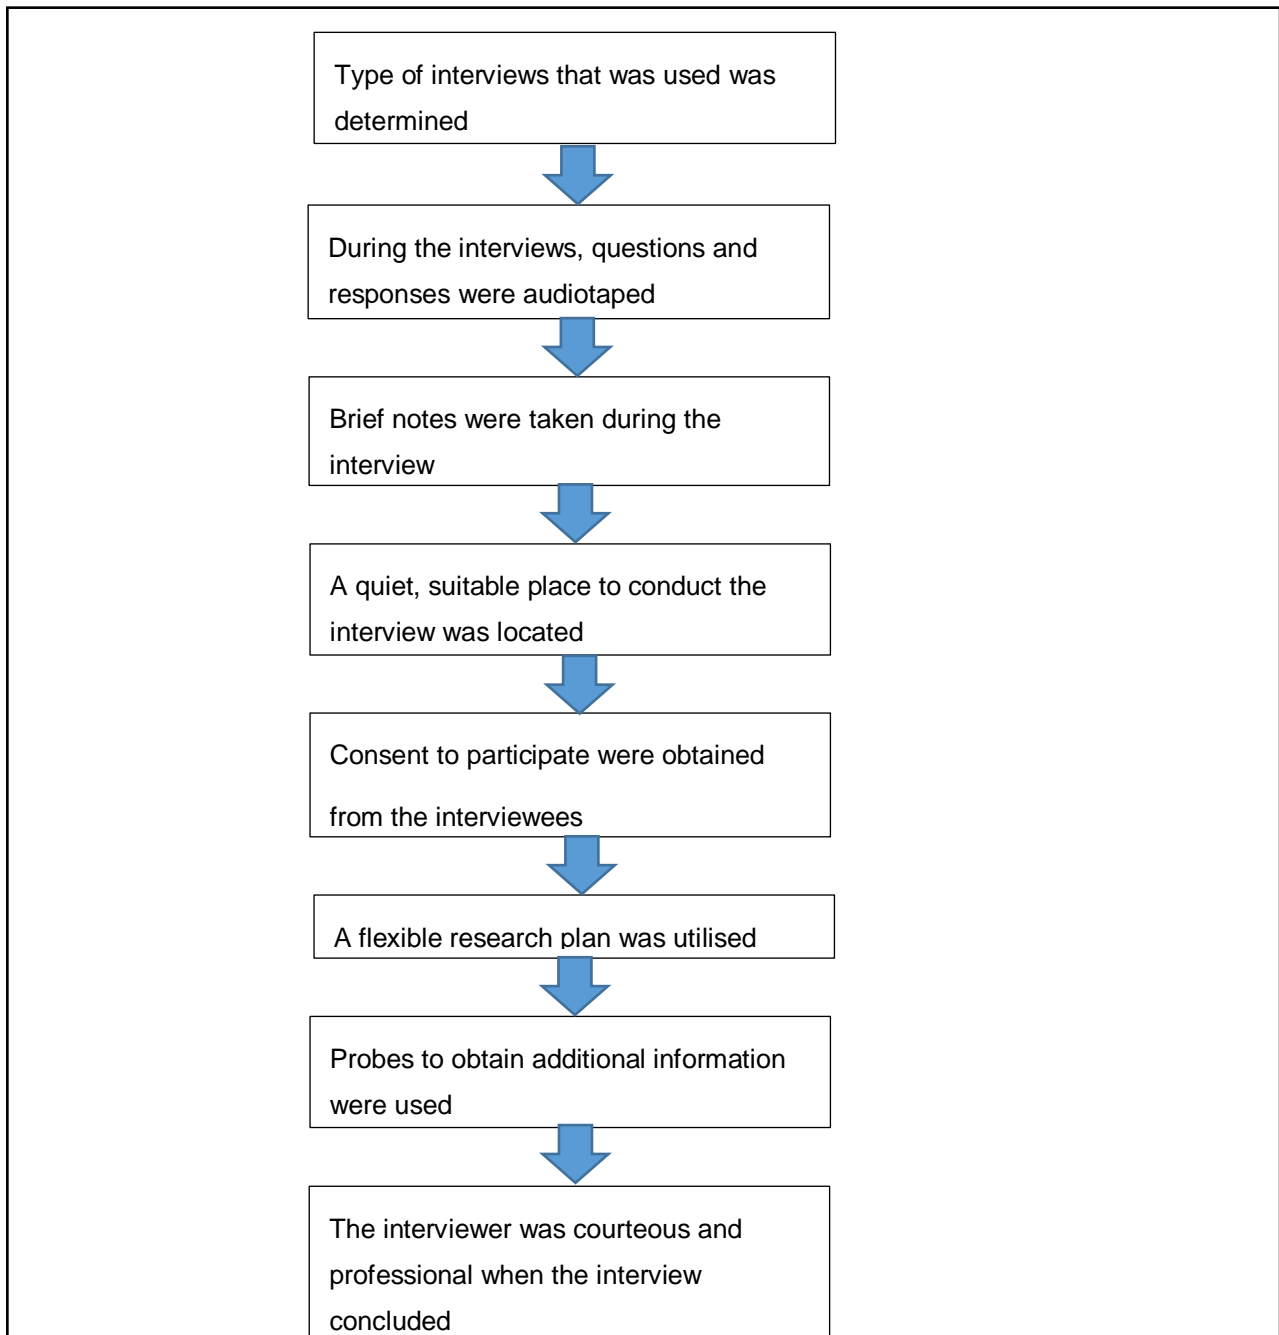 Type of interviews that was used was
determined
During the interviews, questions and
responses were audiotaped
Brief notes were taken during the
interview
A quiet, suitable place to conduct the
interview was located
Consent to participate were obtained
from the interviewees
A flexible research plan was utilised
Probes to obtain additional information
were used
The interviewer was courteous and
professional when the interview
concluded